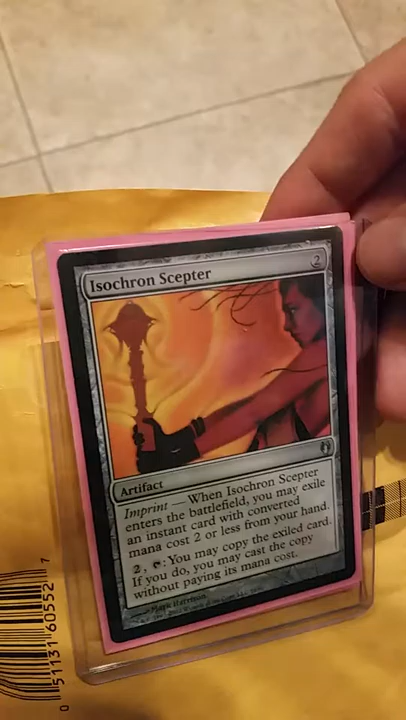 Isochron Scepter 2
Artifact
Imprint — When Isochron Scepter
enters the battlefield, you may exile
an instant card with converted
mana cost 2 or less from your hand.
2, : You may copy the exiled card.
If you do, you may cast the copy
without paying its mana cost.
Mark Harrison
0 51131 60552 7